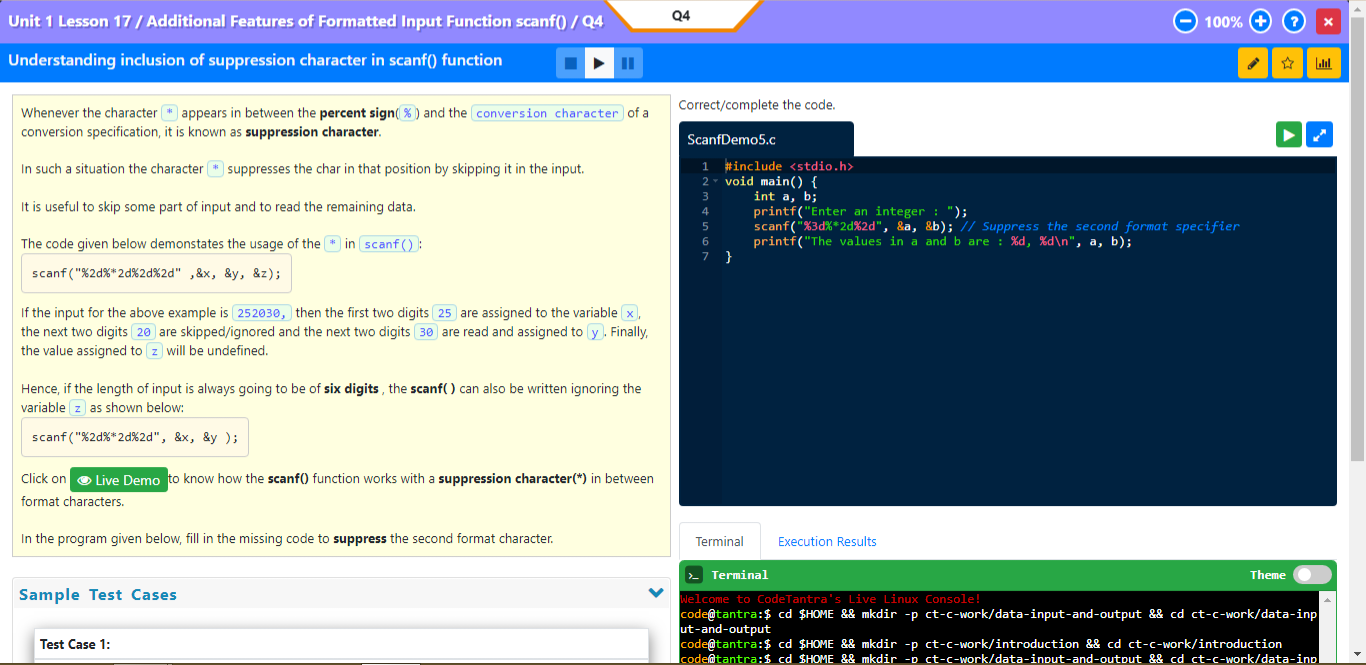 Unit 1 Lesson 17 / Additional Features of Formatted Input Function scanf() / Q4
Q4
100%
Understanding inclusion of suppression character in scanf() function
Whenever the character * appears in between the percent sign( % ) and the conversion character of a
conversion specification, it is known as suppression character.
In such a situation the character * suppresses the char in that position by skipping it in the input.
It is useful to skip some part of input and to read the remaining data.
The code given below demonstates the usage of the * in scanf() :
scanf("%2d%*2d%2d%2d" ,&x, &y, &z);
If the input for the above example is 252030, then the first two digits 25 are assigned to the variable x ,
the next two digits 20 are skipped/ignored and the next two digits 30 are read and assigned to y . Finally,
the value assigned to z will be undefined.
Hence, if the length of input is always going to be of six digits , the scanf( ) can also be written ignoring the
variable z as shown below:
scanf("%2d%*2d%2d", &x, &y );
Click on Live Demo to know how the scanf() function works with a suppression character(*) in between
format characters.
In the program given below, fill in the missing code to suppress the second format character.
Sample Test Cases
Test Case 1:
Correct/complete the code.
ScanfDemo5.c
1 #include <stdio.h>
2 void main() {
3 int a, b;
4 printf("Enter an integer : ");
5 scanf("%3d%*2d%2d", &a, &b); // Suppress the second format specifier
6 printf("The values in a and b are : %d, %d\n", a, b);
7 }
Terminal Execution Results
Terminal Theme
Welcome to CodeTantra's Live Linux Console!
code@tantra:$ cd $HOME && mkdir -p ct-c-work/data-input-and-output && cd ct-c-work/data-inp
ut-and-output
code@tantra:$ cd $HOME && mkdir -p ct-c-work/introduction && cd ct-c-work/introduction
code@tantra:$ cd $HOME && mkdir -p ct-c-work/data-input-and-output && cd ct-c-work/data-inp